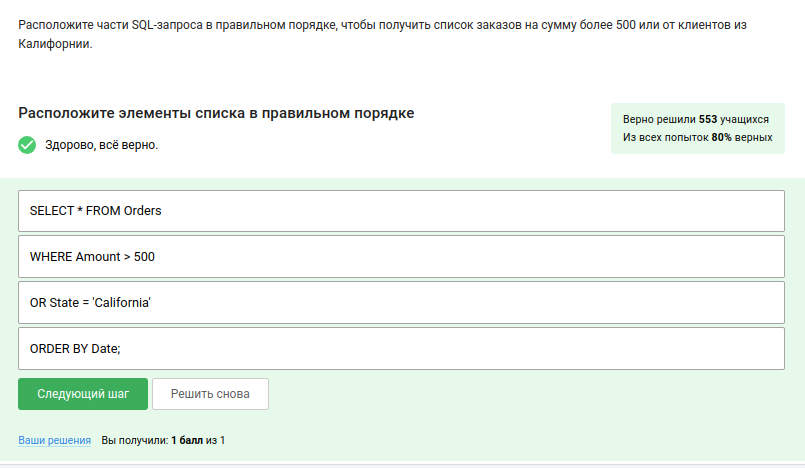 Расположите части SQL-запроса в правильном порядке, чтобы получить список заказов на сумму более 500 или от клиентов из
Калифорнии.
Расположите элементы списка в правильном порядке
Здорово, всё верно.
Верно решили 553 учащихся
Из всех попыток 80% верных
SELECT * FROM Orders
WHERE Amount > 500
OR State = 'California'
ORDER BY Date;
Следующий шаг
Решить снова
Ваши решения Вы получили: 1 балл из 1